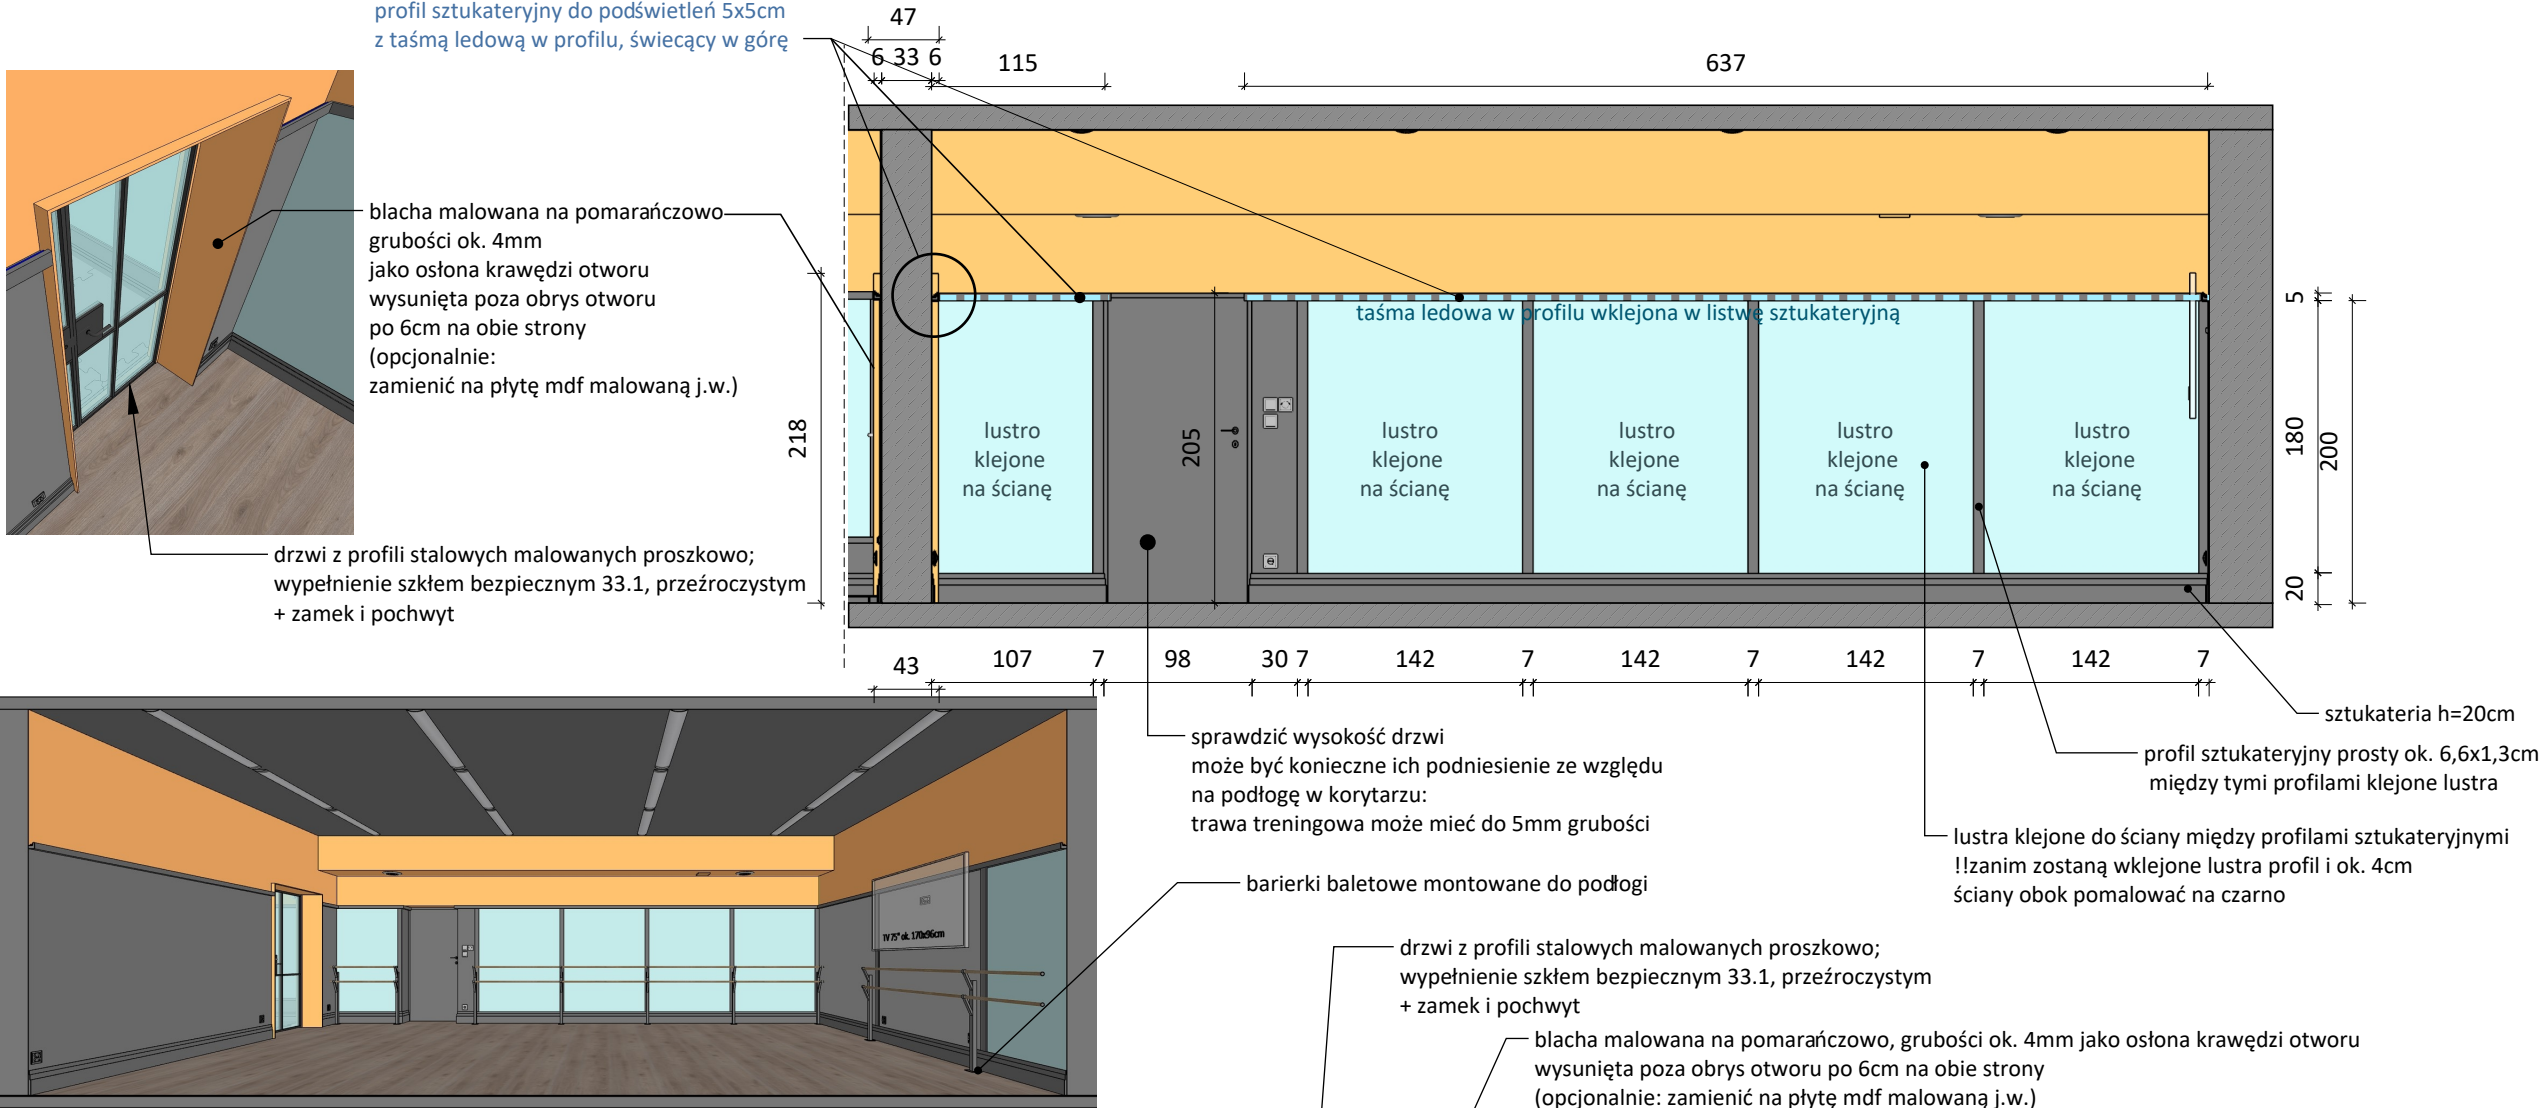 profil sztukateryjny do podświetleń 5x5cm
z taśmą ledową w profilu, świecący w górę
47
6 33 6
115
637
blacha malowana na pomarańczowo
grubości ok. 4mm
jako osłona krawędzi otworu
wysunięta poza obrys otworu
po 6cm na obie strony
(opcjonalnie:
zamienić na płytę mdf malowaną j.w.)
drzwi z profili stalowych malowanych proszkowo;
wypełnienie szkłem bezpiecznym 33.1, przeźroczystym
+ zamek i pochwyt
218
taśma ledowa w profilu wklejona w listwę sztukateryjną
lustro
klejone
na ścianę
205
lustro
klejone
na ścianę
lustro
klejone
na ścianę
lustro
klejone
na ścianę
lustro
klejone
na ścianę
5
180
200
20
43
107
7
98
30 7
142
7
142
7
142
7
142
7
sztukateria h=20cm
profil sztukateryjny prosty ok. 6,6x1,3cm
między tymi profilami klejone lustra
sprawdzić wysokość drzwi
może być konieczne ich podniesienie ze względu
na podłogę w korytarzu:
trawa treningowa może mieć do 5mm grubości
lustra klejone do ściany między profilami sztukateryjnymi
!!zanim zostaną wklejone lustra profil i ok. 4cm
ściany obok pomalować na czarno
barierki baletowe montowane do podłogi
TV 75" ok. 170x96cm
drzwi z profili stalowych malowanych proszkowo;
wypełnienie szkłem bezpiecznym 33.1, przeźroczystym
+ zamek i pochwyt
blacha malowana na pomarańczowo, grubości ok. 4mm jako osłona krawędzi otworu
wysunięta poza obrys otworu po 6cm na obie strony
(opcjonalnie: zamienić na płytę mdf malowaną j.w.)